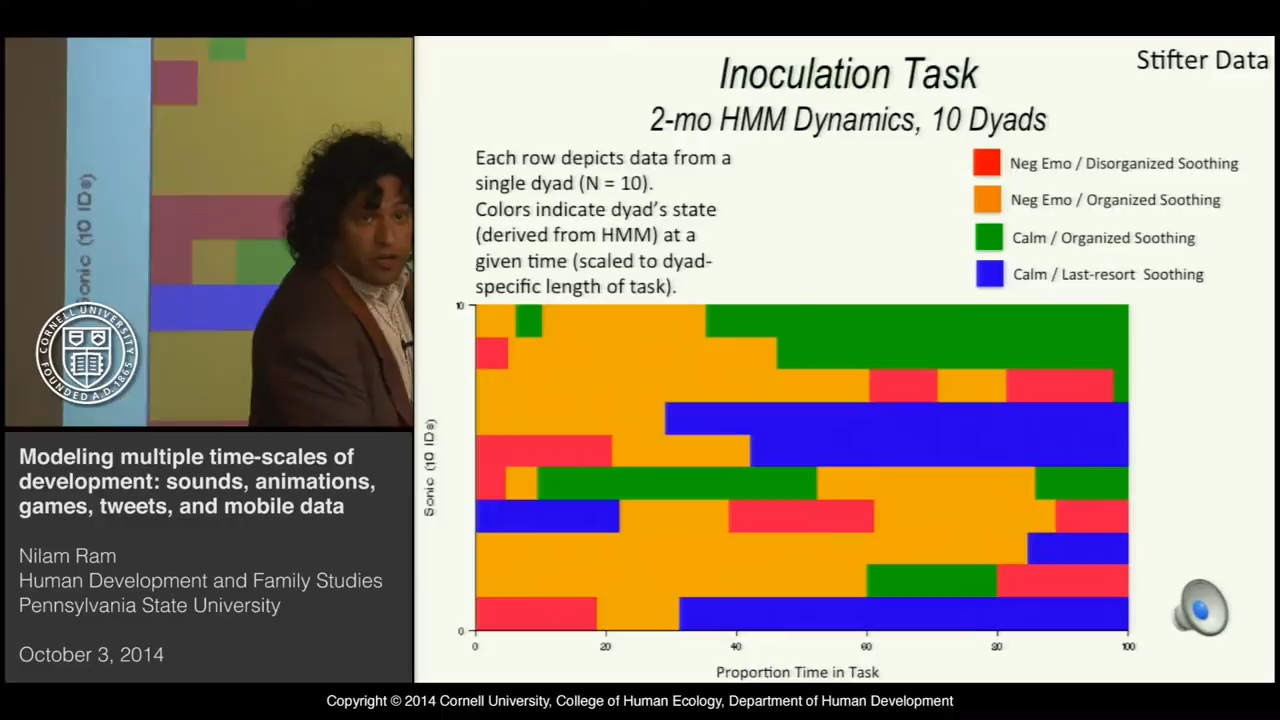 Stifter Data
Inoculation Task
2-mo HMM Dynamics, 10 Dyads
Each row depicts data from a
single dyad (N = 10).
Colors indicate dyad's state
(derived from HMM) at a
given time (scaled to dyad-
specific length of task).
Neg Emo / Disorganized Soothing
Neg Emo / Organized Soothing
Calm / Organized Soothing
Calm / Last-resort Soothing
10
Sonic (10 IDs)
0
0 20 40 60 80 100
Proportion Time in Task
Sonic (10 IDs)
CORNELL UNIVERSITY
FOUNDED A.D. 1865
Modeling multiple time-scales of
development: sounds, animations,
games, tweets, and mobile data
Nilam Ram
Human Development and Family Studies
Pennsylvania State University
October 3, 2014
Copyright © 2014 Cornell University, College of Human Ecology, Department of Human Development